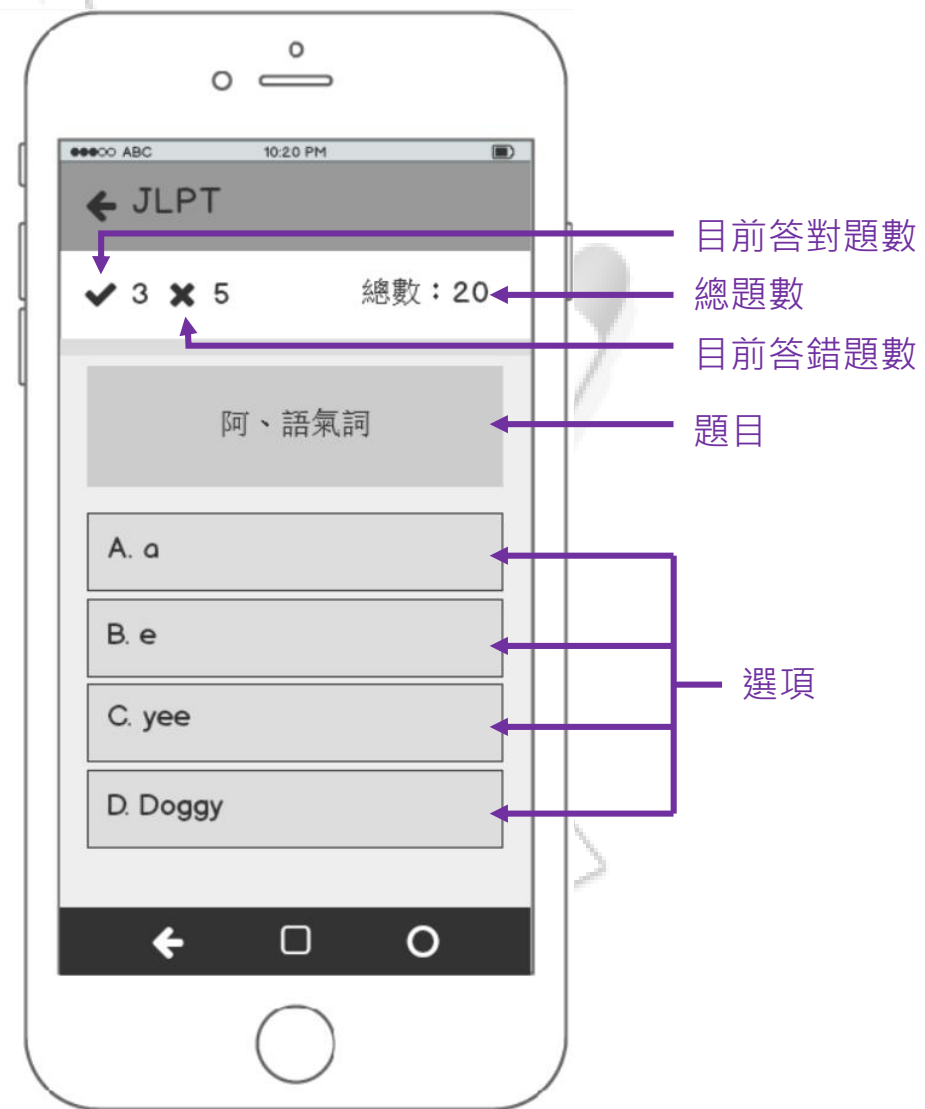 ABC 10:20 PM
JLPT
3 5 總數：20
阿、語氣詞
A. a
B. e
C. yee
D. Doggy
目前答對題數
總題數
目前答錯題數
題目
選項